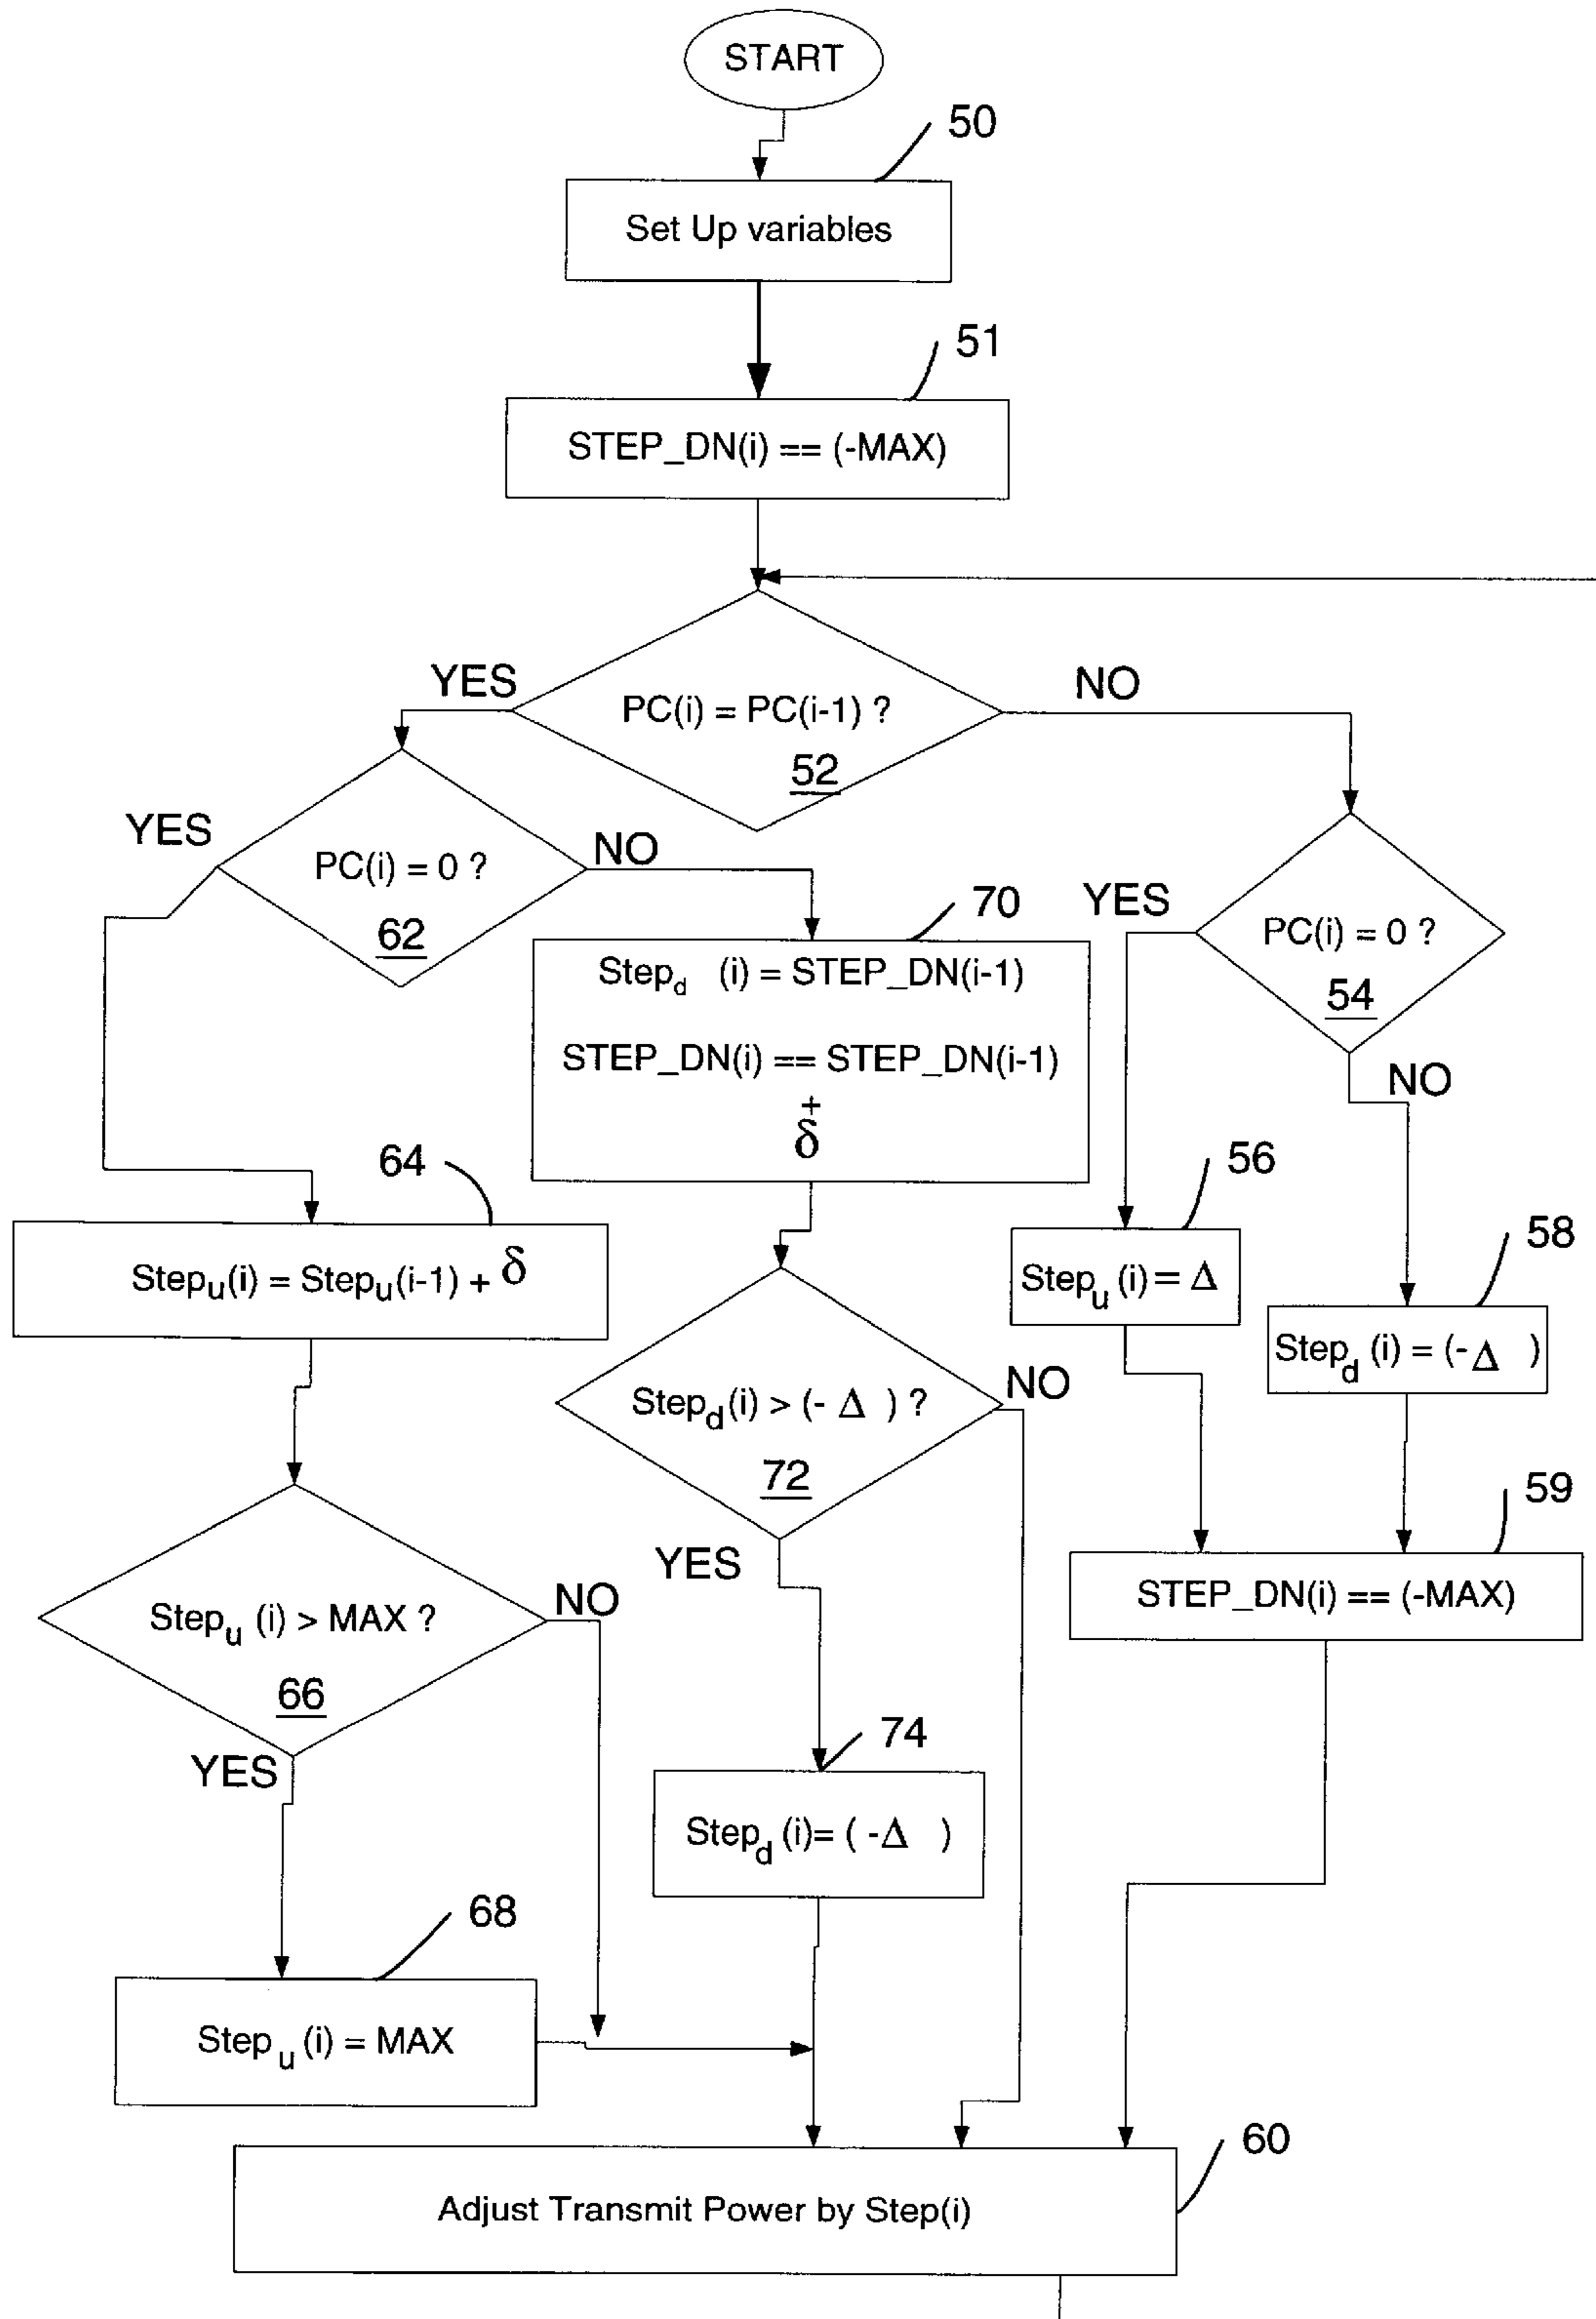 START
50
Set Up variables
51
STEP_DN(i) == (-MAX)
YES
NO
PC(i) = PC(i-1) ?
52
YES
NO
PC(i) = 0 ?
62
70
YES
PC(i) = 0 ?
54
NO
Step_d (i) = STEP_DN(i-1)
STEP_DN(i) == STEP_DN(i-1)
+
δ
64
Step_u(i) = Step_u(i-1) + δ
56
Step_u (i) = Δ
58
Step_d (i) = (- Δ )
Step_d(i) > (- Δ ) ?
72
NO
YES
59
STEP_DN(i) == (-MAX)
Step_u (i) > MAX ?
66
NO
YES
74
Step_d (i)= ( -Δ )
68
Step_u (i) = MAX
60
Adjust Transmit Power by Step(i)